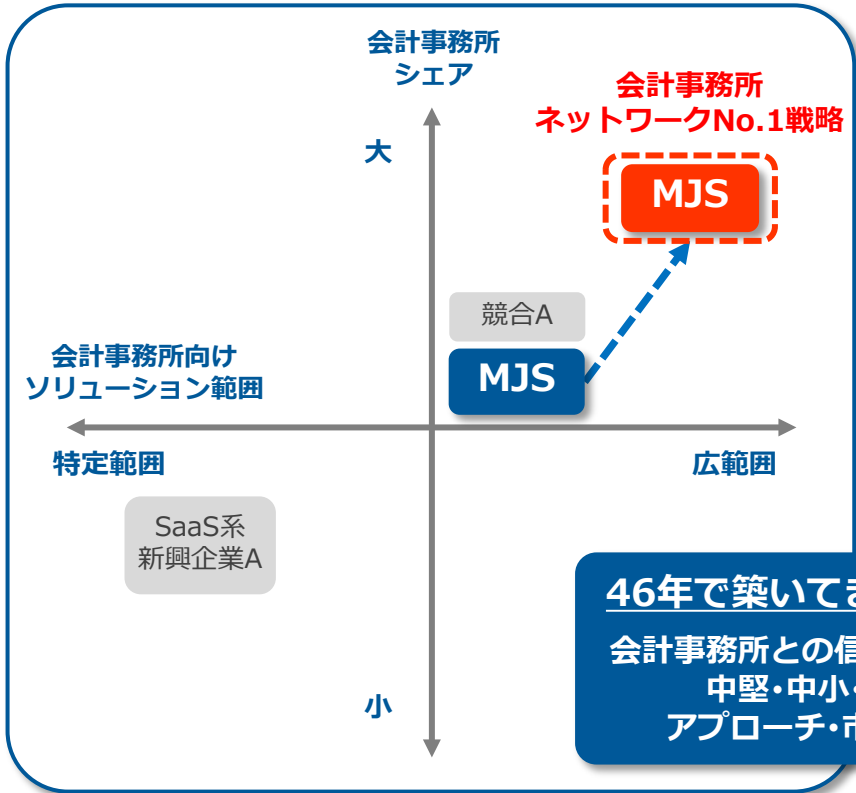 会計事務所
シェア
会計事務所
ネットワークNo.1戦略
大
MJS
競合A
MJS
会計事務所向け
ソリューション範囲
特定範囲
広範囲
SaaS系
新興企業A
46年で築いて
会計事務所との
中堅・中小
アプローチ・
小